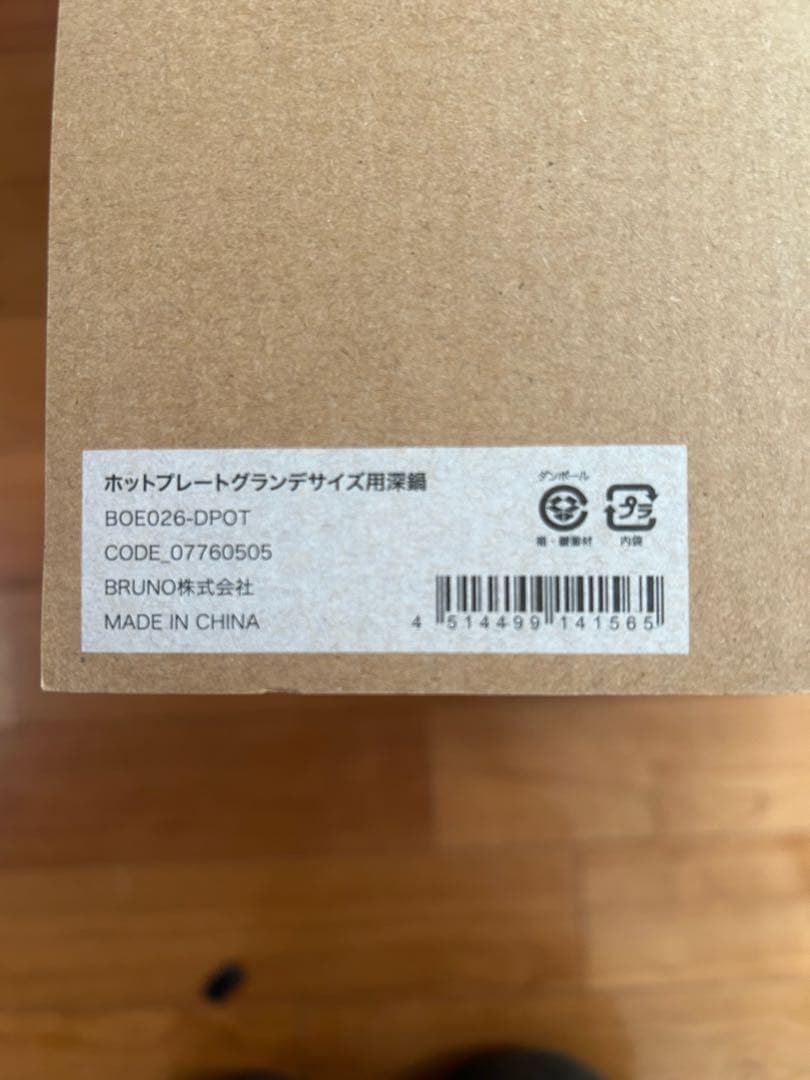 ホットプレートグランデサイズ用深鍋
BOE026-DPOT
CODE_07760505
BRUNO株式会社
MADE IN CHINA
ダンボール
プラ
箱・緩衝材
内袋
4 514499 141565